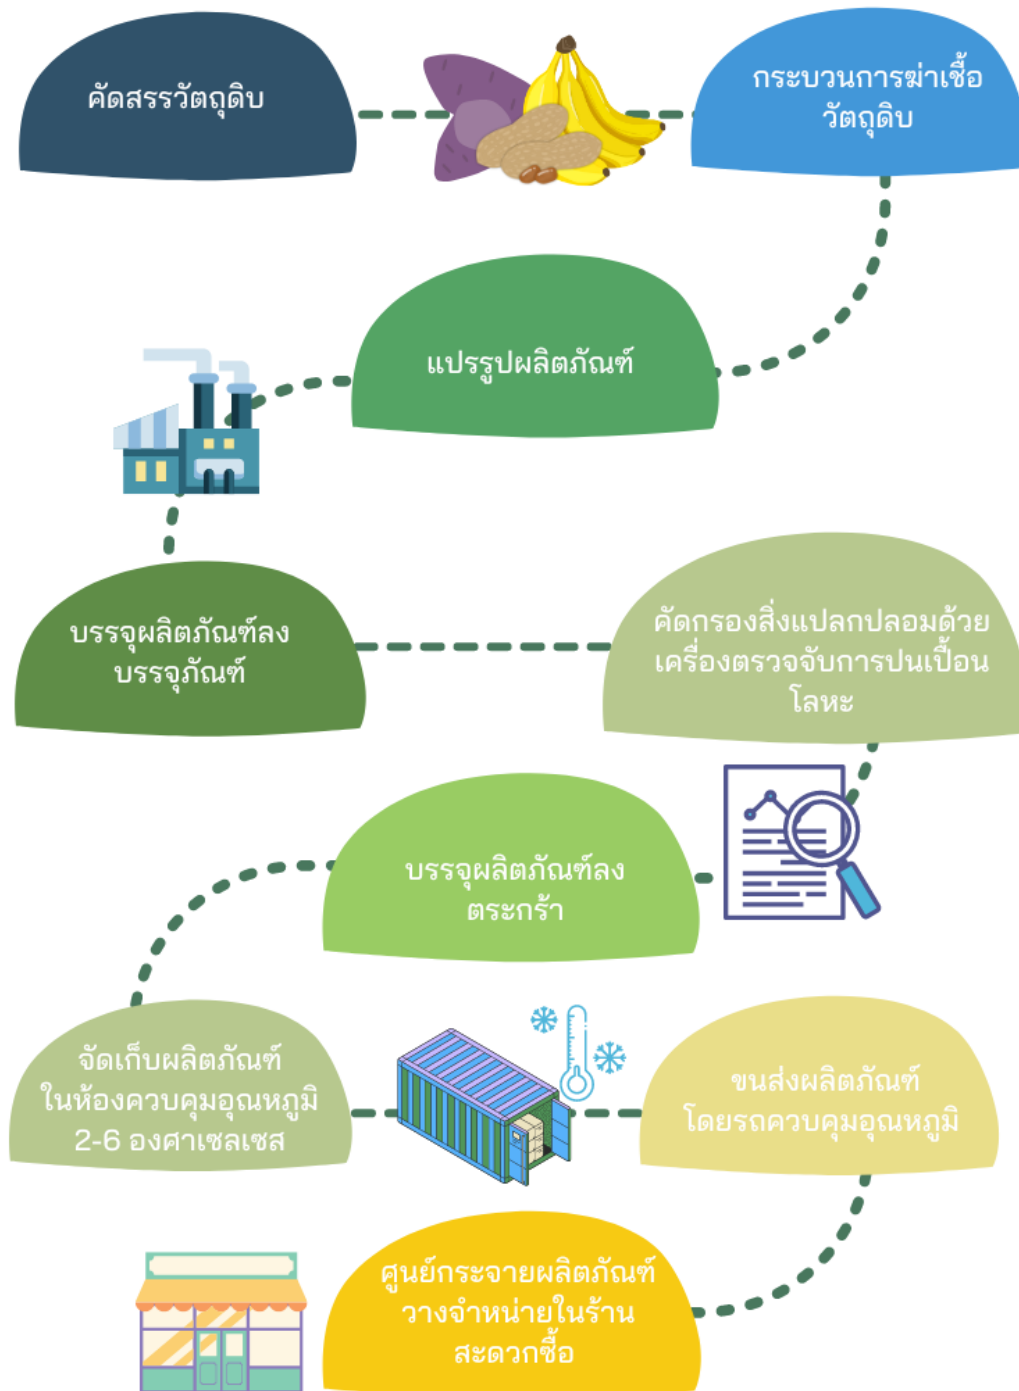 คัดสรรวัตถุดิบ
กระบวนการฆ่าเชื้อ
วัตถุดิบ
แปรรูปผลิตภัณฑ์
บรรจุผลิตภัณฑ์ลง
บรรจุภัณฑ์
คัดกรองสิ่งแปลกปลอมด้วย
เครื่องตรวจจับการปนเปื้อน
โลหะ
บรรจุผลิตภัณฑ์ลง
ตระกร้า
จัดเก็บผลิตภัณฑ์
ในห้องควบคุมอุณหภูมิ
2-6 องศาเซลเซส
ขนส่งผลิตภัณฑ์
โดยรถควบคุมอุณหภูมิ
ศูนย์กระจายผลิตภัณฑ์
วางจำหน่ายในร้าน
สะดวกซื้อ